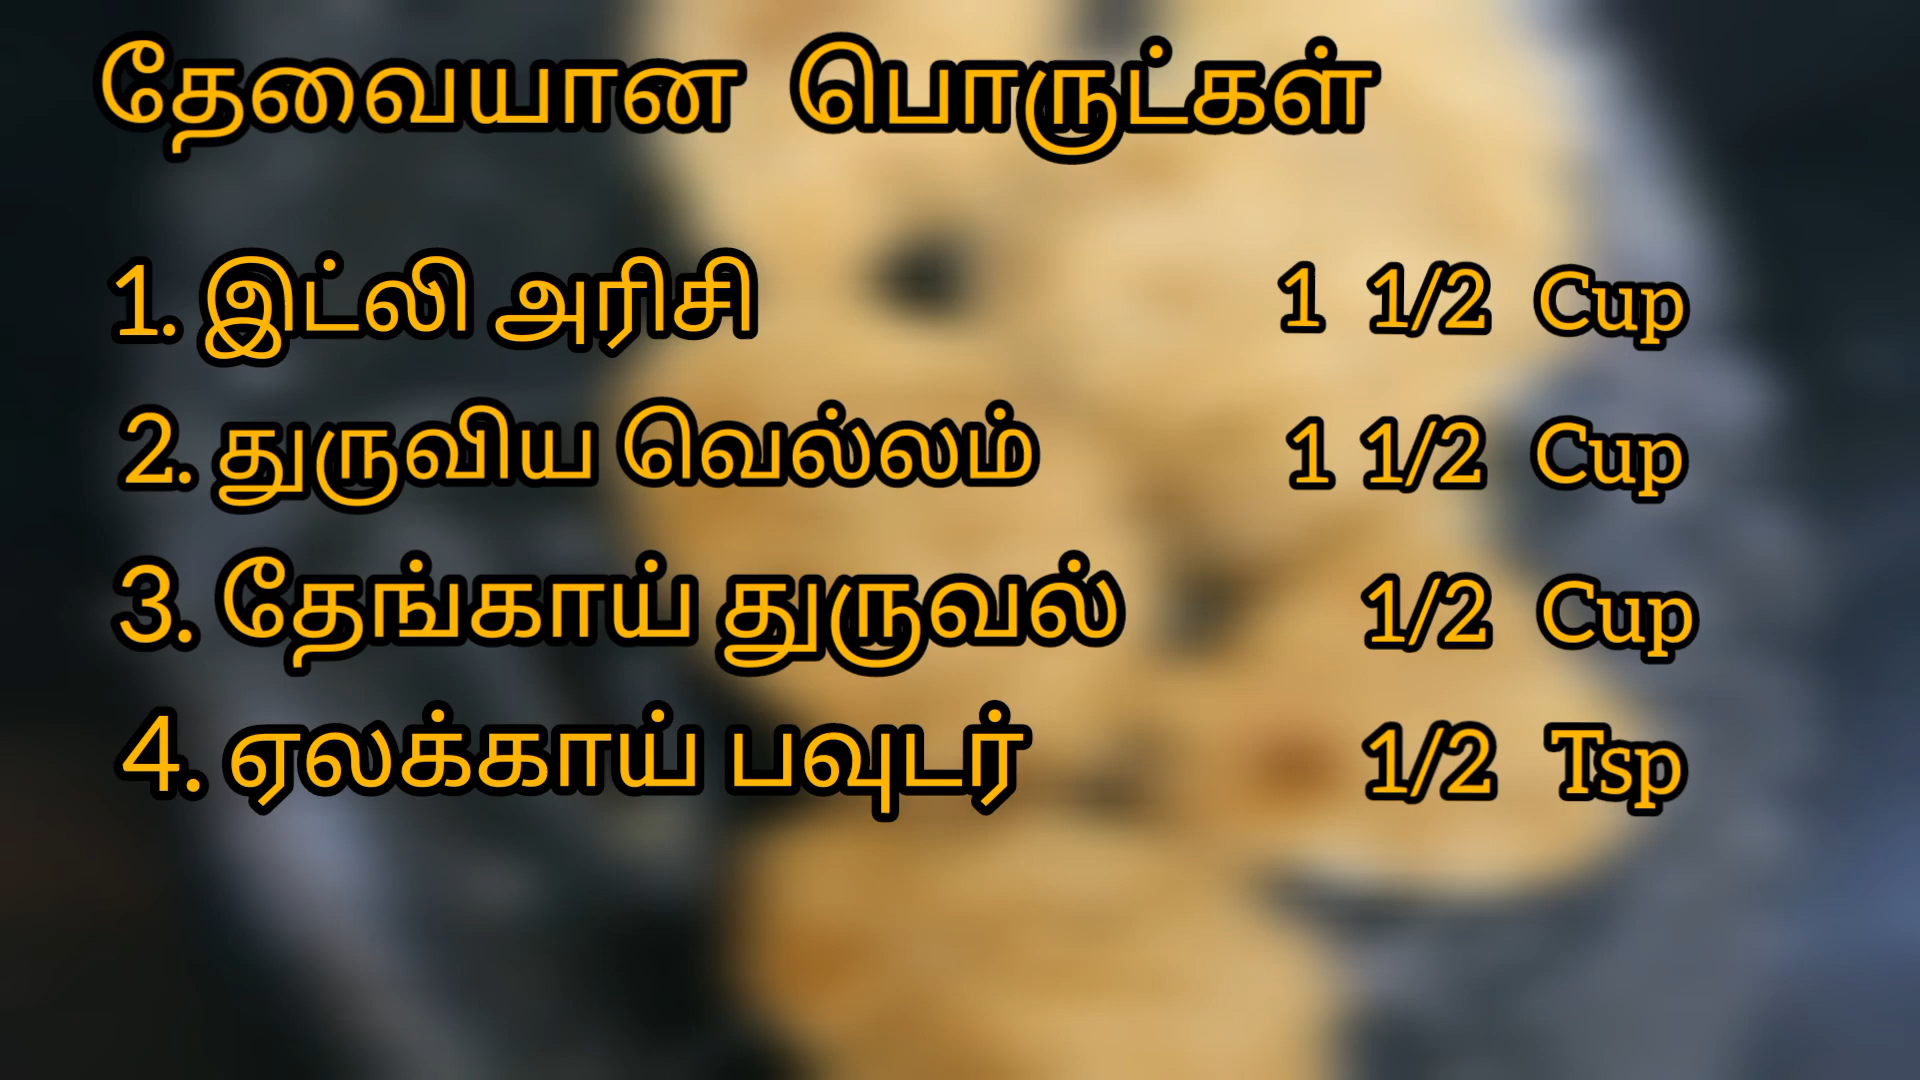 தேவையான பொருட்கள்
1. இட்லி அரிசி 1 1/2 Cup
2. துருவிய வெல்லம் 1 1/2 Cup
3. தேங்காய் துருவல் 1/2 Cup
4. ஏலக்காய் பவுடர் 1/2 Tsp